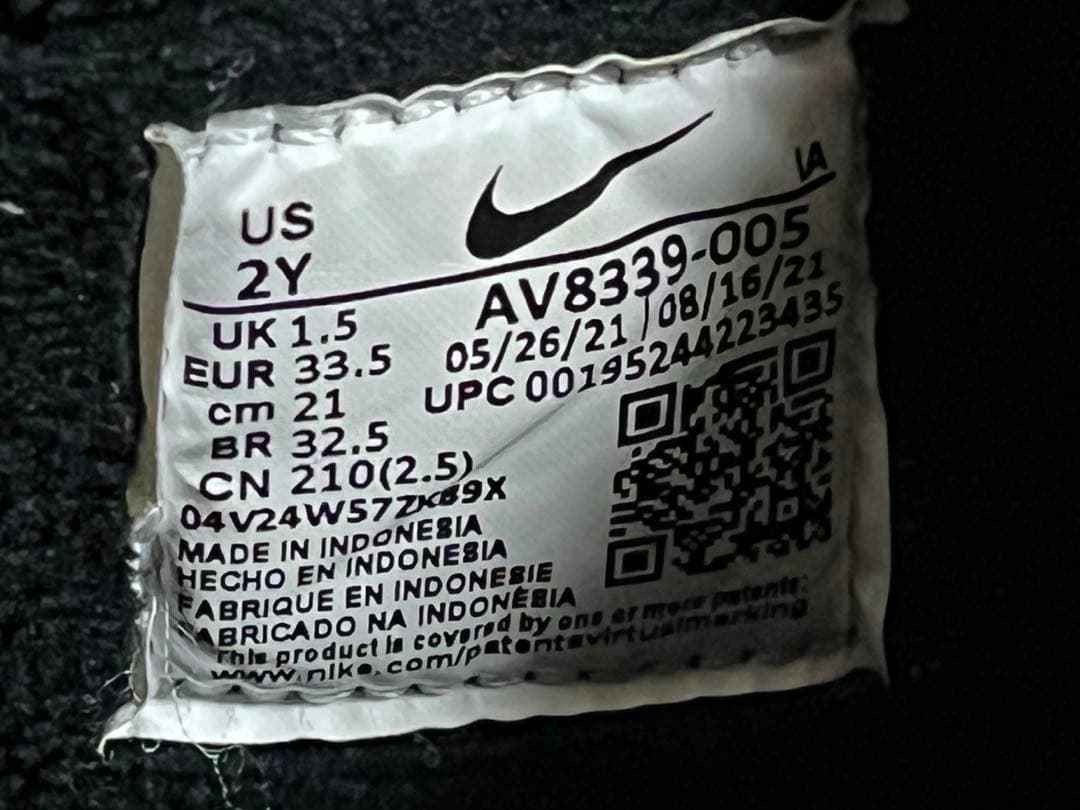 US
2Y
UK 1.5
EUR 33.5
cm 21
BR 32.5
CN 210(2.5)
IA
AV8339-005
05/26/21 08/16/21
UPC 00195244223435
MADE IN INDONESIA
HECHO EN INDONESIA
FABRIQUE EN INDONESIE
FABRICADO NA INDONÉSIA
This product is covered by one or more patents:
www.nike.com/patentsvirtualmarking